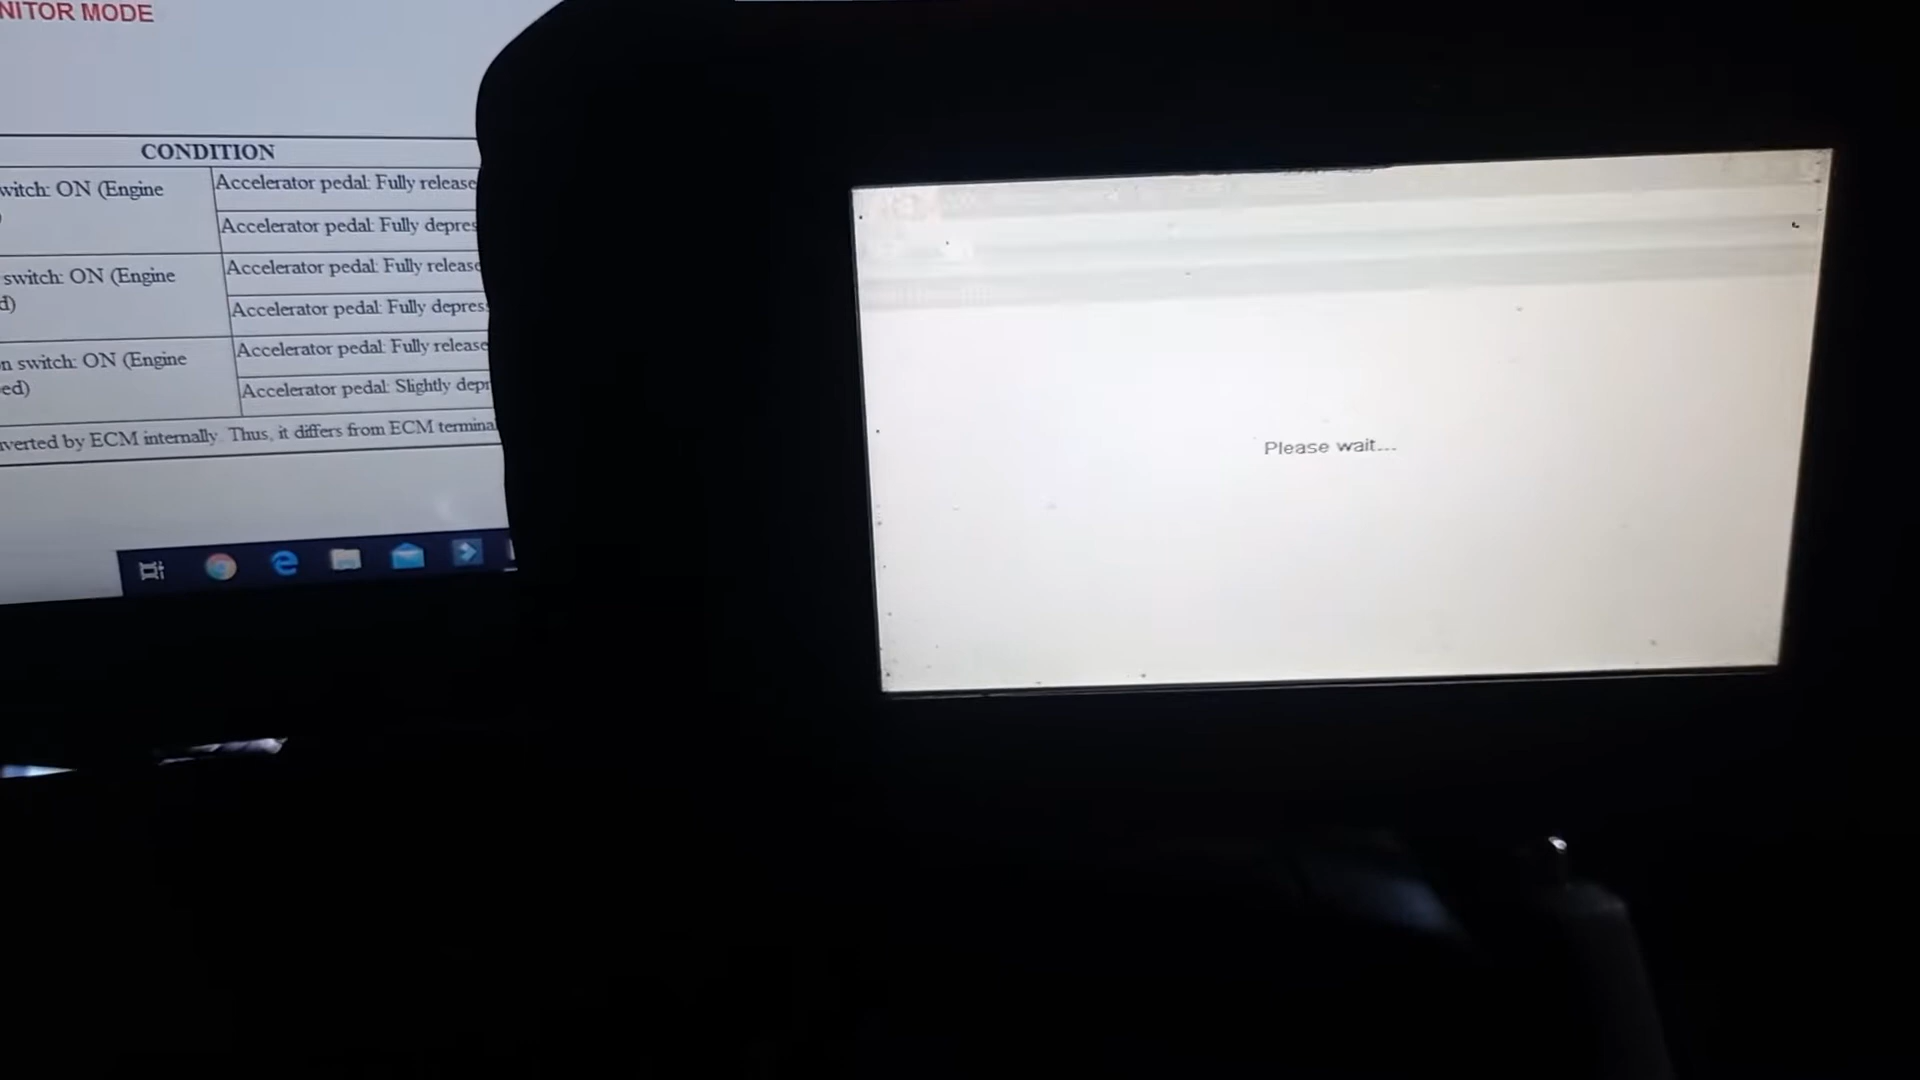 NITOR MODE
CONDITION
witch: ON (Engine
Accelerator pedal: Fully release
Accelerator pedal: Fully depres
switch: ON (Engine
d)
Accelerator pedal: Fully release
Accelerator pedal: Fully depres
n switch: ON (Engine
ed)
Accelerator pedal: Fully release
Accelerator pedal: Slightly depr
verted by ECM internally. Thus, it differs from ECM termina
Please wait...